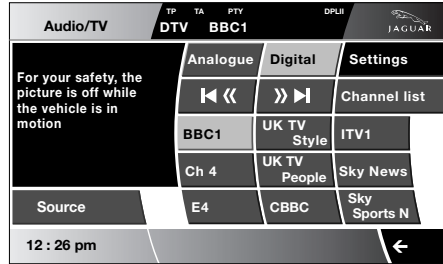 Audio/TV
TP TA PTY DPLII
DTV BBC1
JAGUAR
Analogue Digital Settings
For your safety, the
picture is off while
the vehicle is in
motion
Channel list
BBC1 UK TV Style ITV1
Ch 4 UK TV People Sky News
Source E4 CBBC Sky Sports N
12 : 26 pm